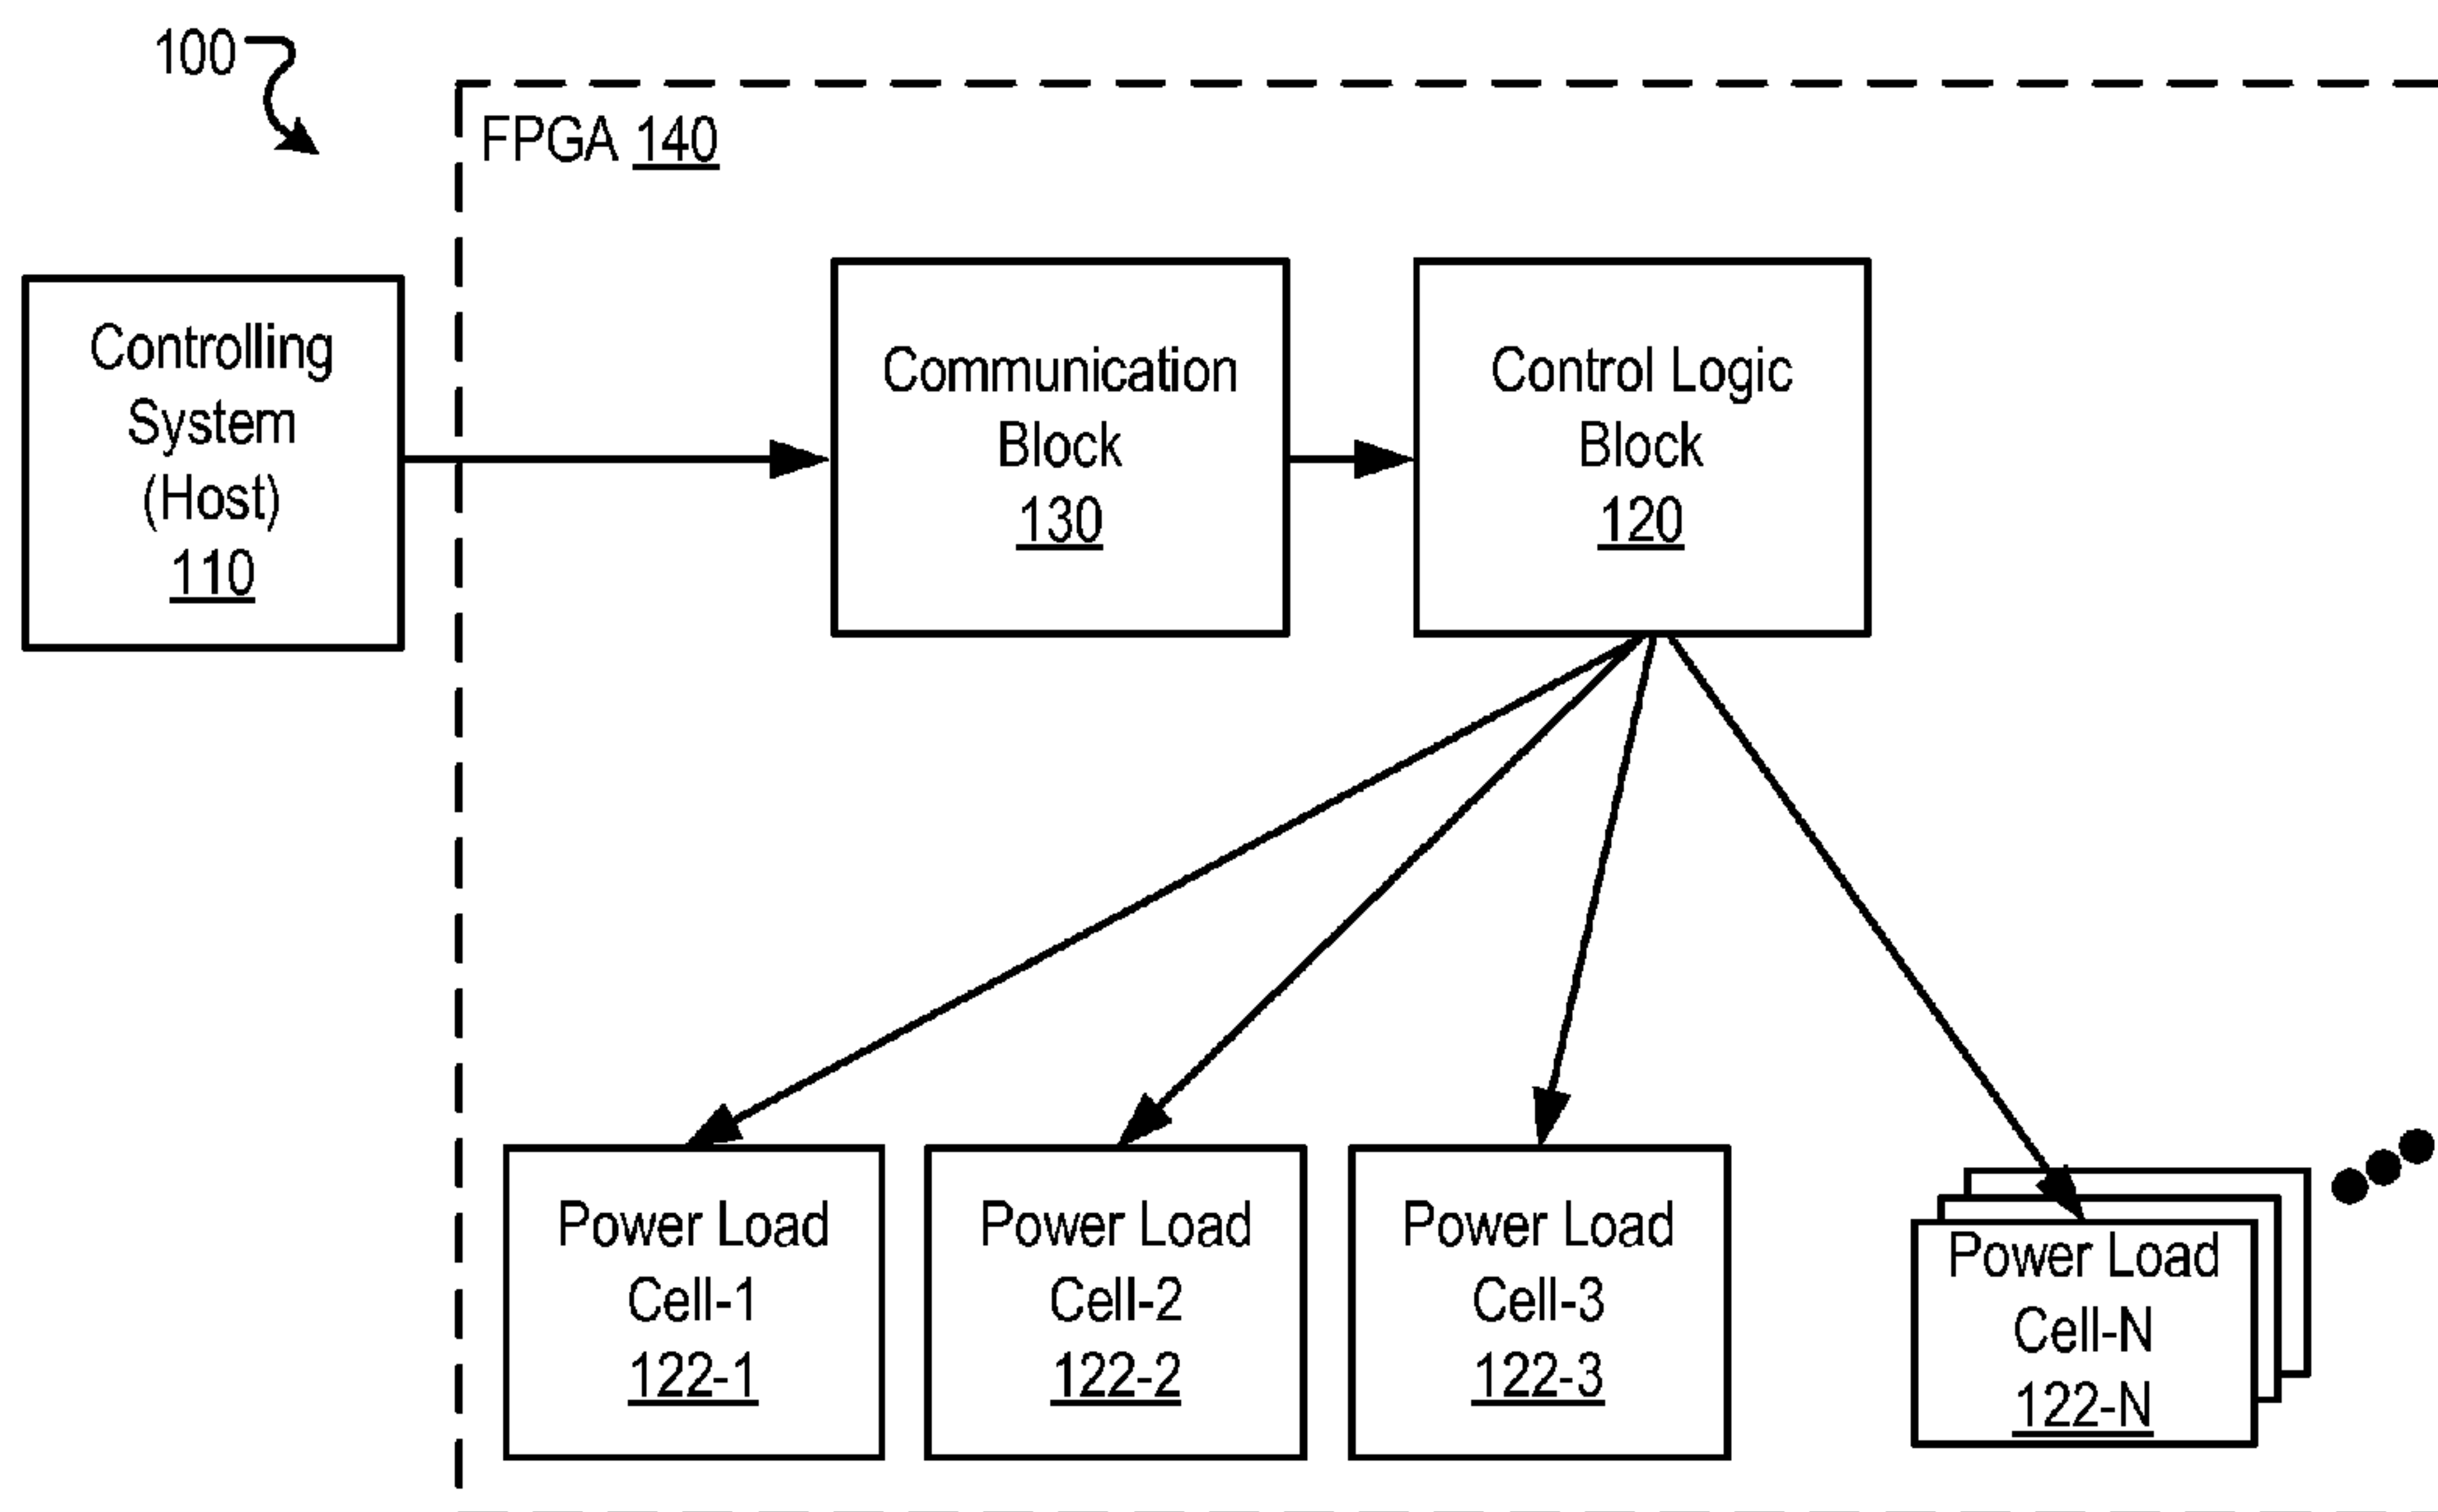 100
FPGA 140
Controlling
System
(Host)
110
Communication
Block
130
Control Logic
Block
120
Power Load
Cell-1
122-1
Power Load
Cell-2
122-2
Power Load
Cell-3
122-3
Power Load
Cell-N
122-N